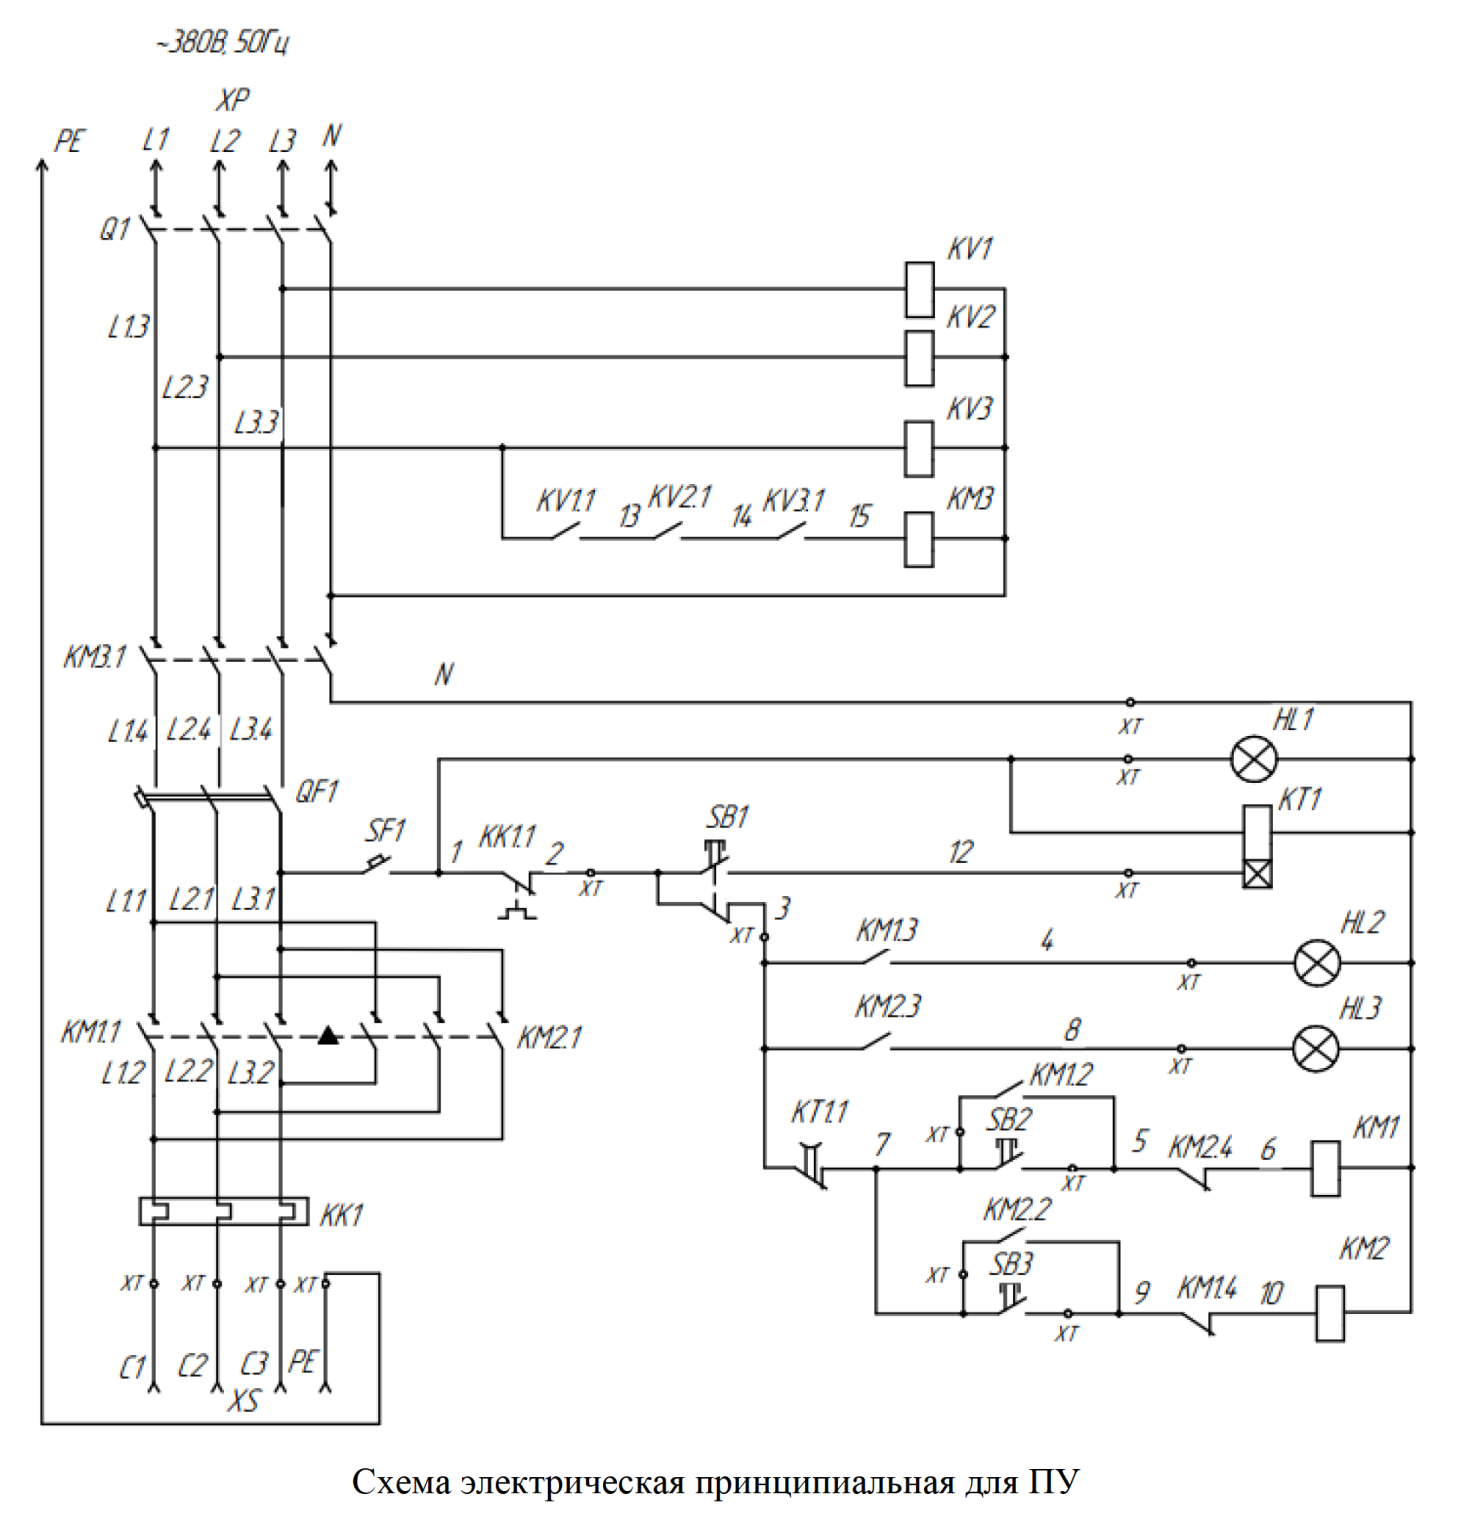 ~380В, 50Гц
XP
PE L1 L2 L3 N
Q1
KV1
L1.3
KV2
L2.3
KV3
L3.3
KV1.1 13 KV2.1 14 KV3.1 15 KM3
KM3.1
N
L1.4 L2.4 L3.4
XT
HL1
XT
QF1
KT1
SF1 1 KK1.1 2 SB1 12
XT
XT
L1.1 L2.1 L3.1
3
XT
KM1.3 4 HL2
XT
KM2.3 8 HL3
XT
KM1.1 KM2.1
L1.2 L2.2 L3.2
KM1.2
KT1.1 7 XT SB2 5 KM2.4 6 KM1
XT
KK1
KM2.2
XT SB3 9 KM1.4 10 KM2
XT
XT XT XT XT
C1 C2 C3 PE
XS
Схема электрическая принципиальная для ПУ